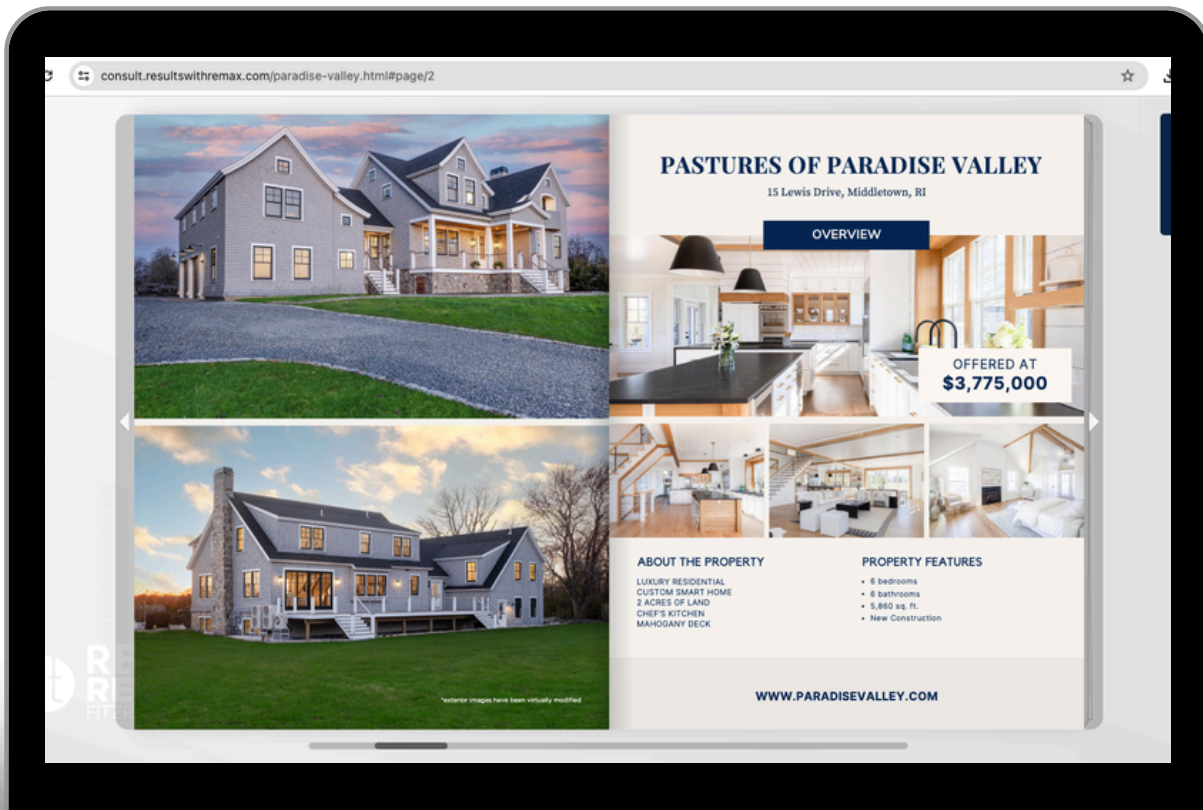 consult.resultswithremax.com/paradise-valley.html#page/2
*exterior images have been virtually modified
PASTURES OF PARADISE VALLEY
15 Lewis Drive, Middletown, RI
OVERVIEW
OFFERED AT
$3,775,000
ABOUT THE PROPERTY
LUXURY RESIDENTIAL
CUSTOM SMART HOME
2 ACRES OF LAND
CHEF'S KITCHEN
MAHOGANY DECK
PROPERTY FEATURES
• 6 bedrooms
• 6 bathrooms
• 5,860 sq. ft.
• New Construction
WWW.PARADISEVALLEY.COM